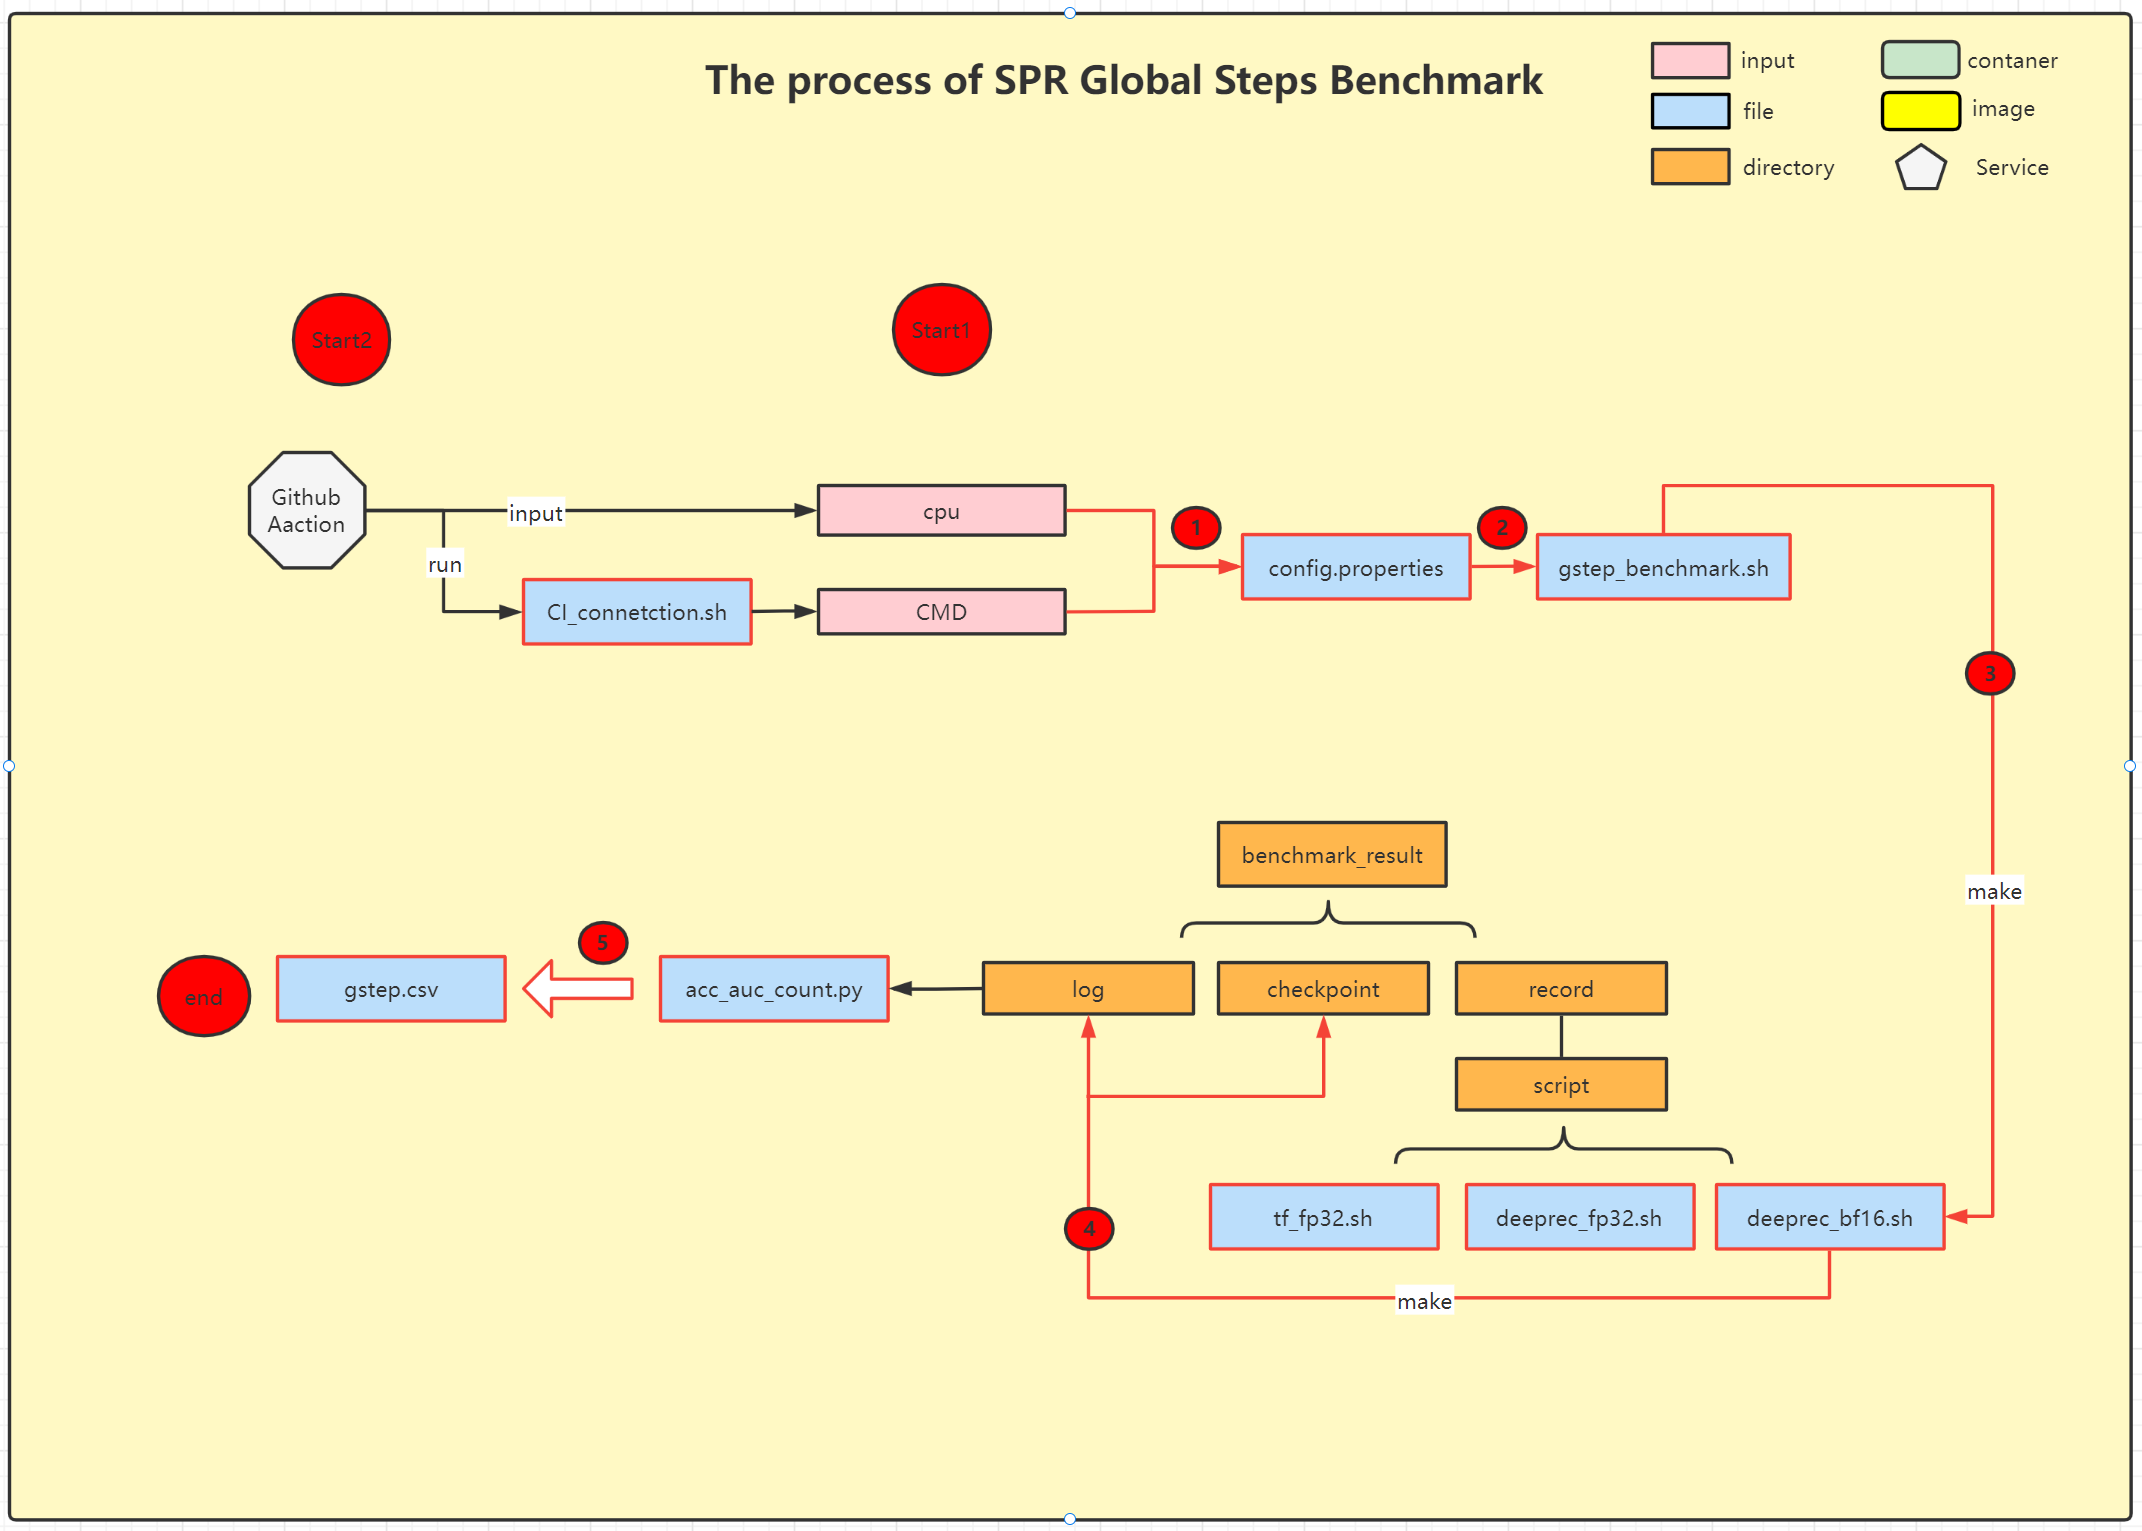 The process of SPR Global Steps Benchmark
input
contaner
file
image
directory
Service
Start2
Start1
Github
Aaction
input
run
cpu
CI_connetction.sh
CMD
1
config.properties
2
gstep_benchmark.sh
3
make
benchmark_result
end
gstep.csv
5
acc_auc_count.py
log
checkpoint
record
script
4
tf_fp32.sh
deeprec_fp32.sh
deeprec_bf16.sh
make